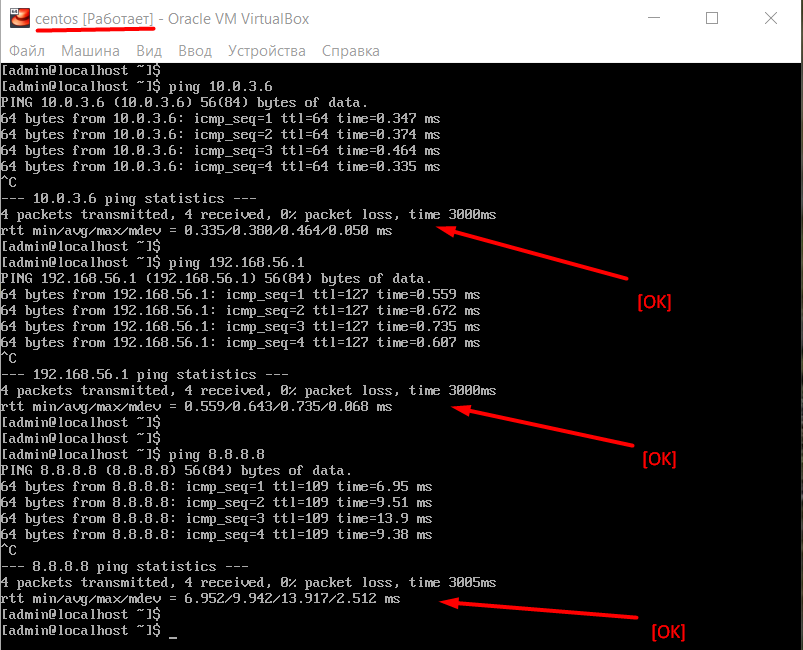 centos [Работает] - Oracle VM VirtualBox
Файл Машина Вид Ввод Устройства Справка
[admin@localhost ~]$
[admin@localhost ~]$ ping 10.0.3.6
PING 10.0.3.6 (10.0.3.6) 56(84) bytes of data.
64 bytes from 10.0.3.6: icmp_seq=1 ttl=64 time=0.347 ms
64 bytes from 10.0.3.6: icmp_seq=2 ttl=64 time=0.374 ms
64 bytes from 10.0.3.6: icmp_seq=3 ttl=64 time=0.464 ms
64 bytes from 10.0.3.6: icmp_seq=4 ttl=64 time=0.335 ms
^C
--- 10.0.3.6 ping statistics ---
4 packets transmitted, 4 received, 0% packet loss, time 3000ms
rtt min/avg/max/mdev = 0.335/0.380/0.464/0.050 ms
[admin@localhost ~]$
[admin@localhost ~]$ ping 192.168.56.1
PING 192.168.56.1 (192.168.56.1) 56(84) bytes of data.
64 bytes from 192.168.56.1: icmp_seq=1 ttl=127 time=0.559 ms
[OK]
64 bytes from 192.168.56.1: icmp_seq=2 ttl=127 time=0.672 ms
64 bytes from 192.168.56.1: icmp_seq=3 ttl=127 time=0.735 ms
64 bytes from 192.168.56.1: icmp_seq=4 ttl=127 time=0.607 ms
^C
--- 192.168.56.1 ping statistics ---
4 packets transmitted, 4 received, 0% packet loss, time 3000ms
rtt min/avg/max/mdev = 0.559/0.643/0.735/0.068 ms
[admin@localhost ~]$
[admin@localhost ~]$
[admin@localhost ~]$ ping 8.8.8.8
[OK]
PING 8.8.8.8 (8.8.8.8) 56(84) bytes of data.
64 bytes from 8.8.8.8: icmp_seq=1 ttl=109 time=6.95 ms
64 bytes from 8.8.8.8: icmp_seq=2 ttl=109 time=9.51 ms
64 bytes from 8.8.8.8: icmp_seq=3 ttl=109 time=13.9 ms
64 bytes from 8.8.8.8: icmp_seq=4 ttl=109 time=9.38 ms
^C
--- 8.8.8.8 ping statistics ---
4 packets transmitted, 4 received, 0% packet loss, time 3005ms
rtt min/avg/max/mdev = 6.952/9.942/13.917/2.512 ms
[admin@localhost ~]$
[admin@localhost ~]$ _
[OK]